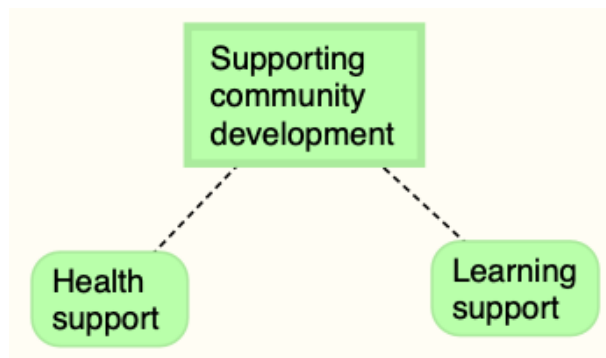 Supporting
community
development
Health
support
Learning
support